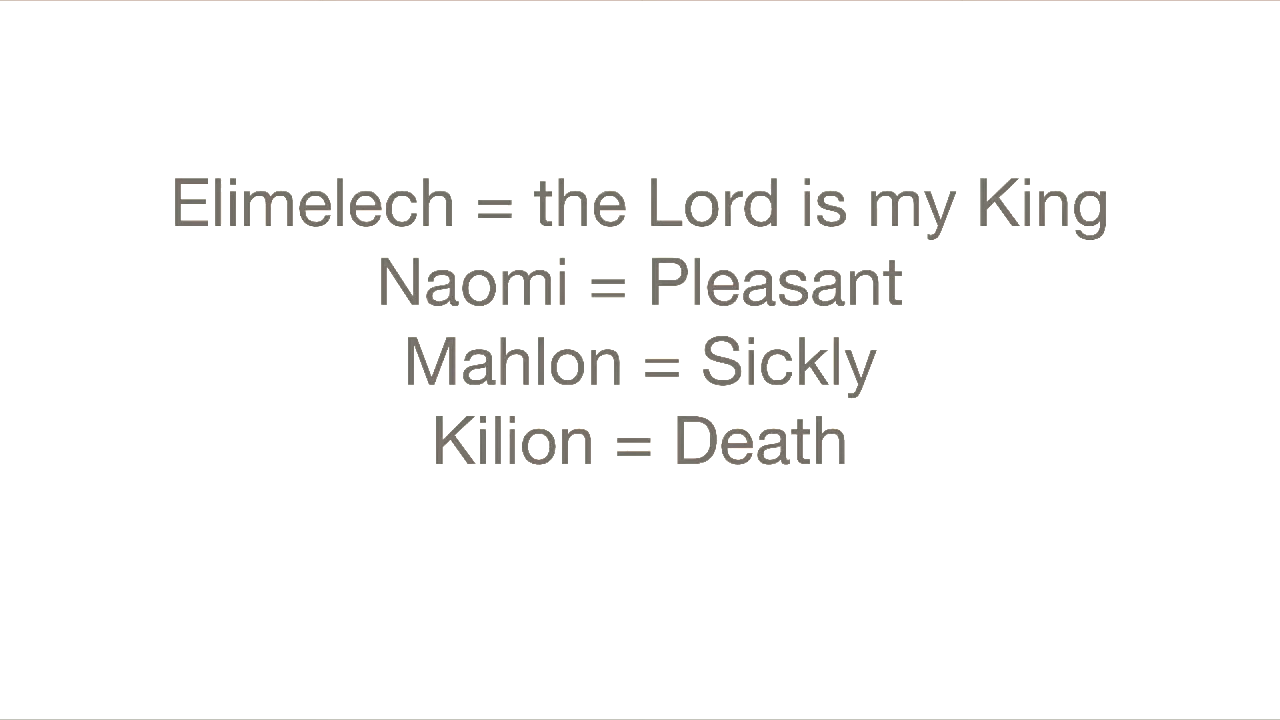 Elimelech = the Lord is my King
Naomi = Pleasant
Mahlon = Sickly
Kilion = Death